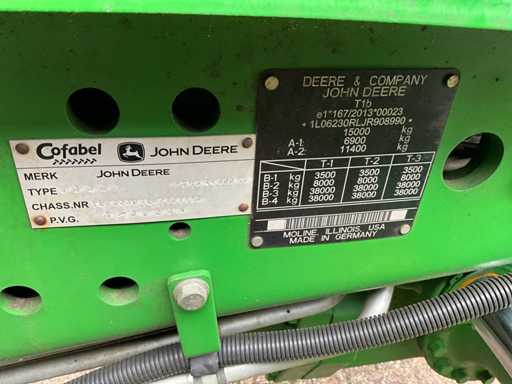 Cofabel JOHN DEERE
MERK JOHN DEERE
TYPE
CHASS.NR
P.V.G.
DEERE & COMPANY
JOHN DEERE
T1b
e1*167/2013*00023
*1L06230RLJR908990*
15000 kg
A-1: 6900 kg
A-2: 11400 kg
T-1 T-2 T-3
B-1 kg 3500 3500 3500
B-2 kg 8000 8000 8000
B-3 kg 38000 38000 38000
B-4 kg 38000 38000 38000
MOLINE, ILLINOIS, USA
MADE IN GERMANY